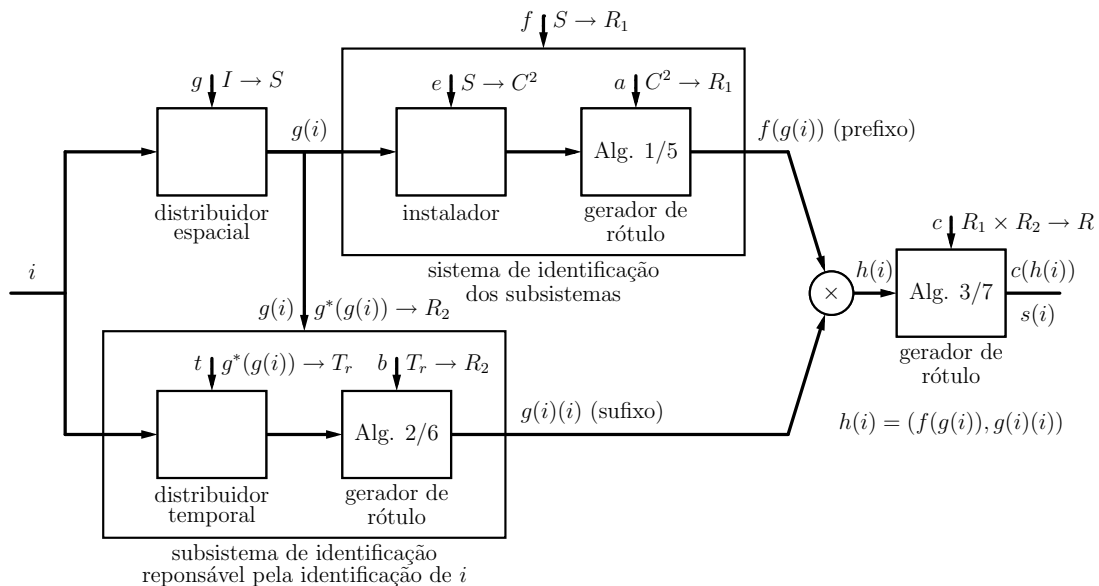 f S → R₁
g I → S
e S → C²
a C² → R₁
g(i)
Alg. 1/5
f(g(i)) (prefixo)
distribuidor
espacial
instalador
gerador de
rótulo
c R₁ × R₂ → R
i
sistema de identificação
dos subsistemas
×
h(i)
Alg. 3/7
c(h(i))
s(i)
g(i) g*(g(i)) → R₂
gerador de
rótulo
t g*(g(i)) → Tᵣ
b Tᵣ → R₂
Alg. 2/6
g(i)(i) (sufixo)
h(i) = (f(g(i)), g(i)(i))
distribuidor
temporal
gerador de
rótulo
subsistema de identificação
reponsável pela identificação de i